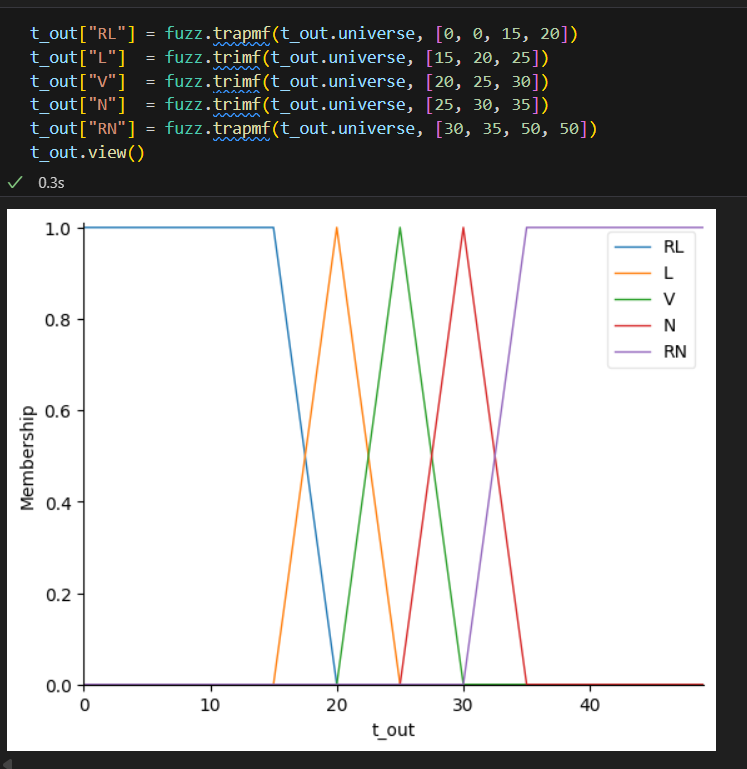 t_out["RL"] = fuzz.trapmf(t_out.universe, [0, 0, 15, 20])
t_out["L"]  = fuzz.trimf(t_out.universe, [15, 20, 25])
t_out["V"]  = fuzz.trimf(t_out.universe, [20, 25, 30])
t_out["N"]  = fuzz.trimf(t_out.universe, [25, 30, 35])
t_out["RN"] = fuzz.trapmf(t_out.universe, [30, 35, 50, 50])
t_out.view()
0.3s
1.0
0.8
0.6
0.4
0.2
0.0
Membership
RL
L
V
N
RN
0 10 20 30 40
t_out